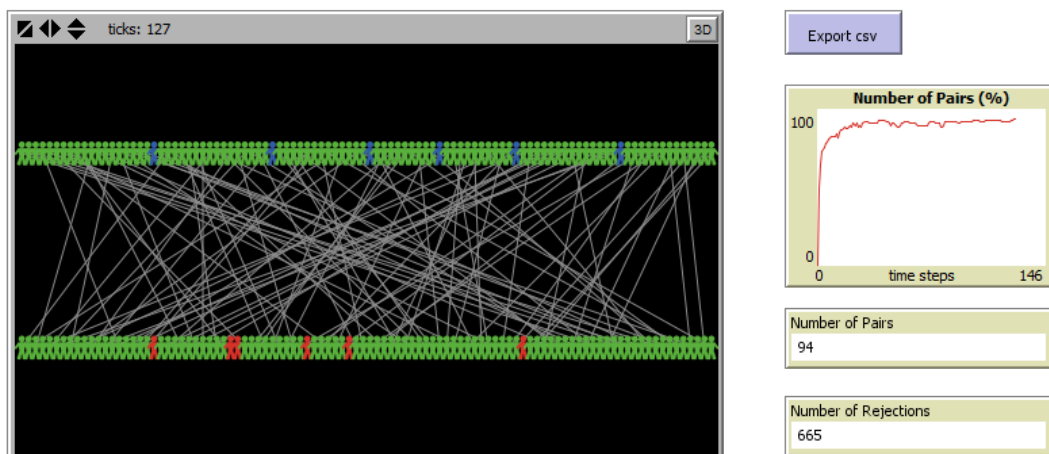 ticks: 127
3D
Export csv
Number of Pairs (%)
100
0
0 time steps 146
Number of Pairs
94
Number of Rejections
665